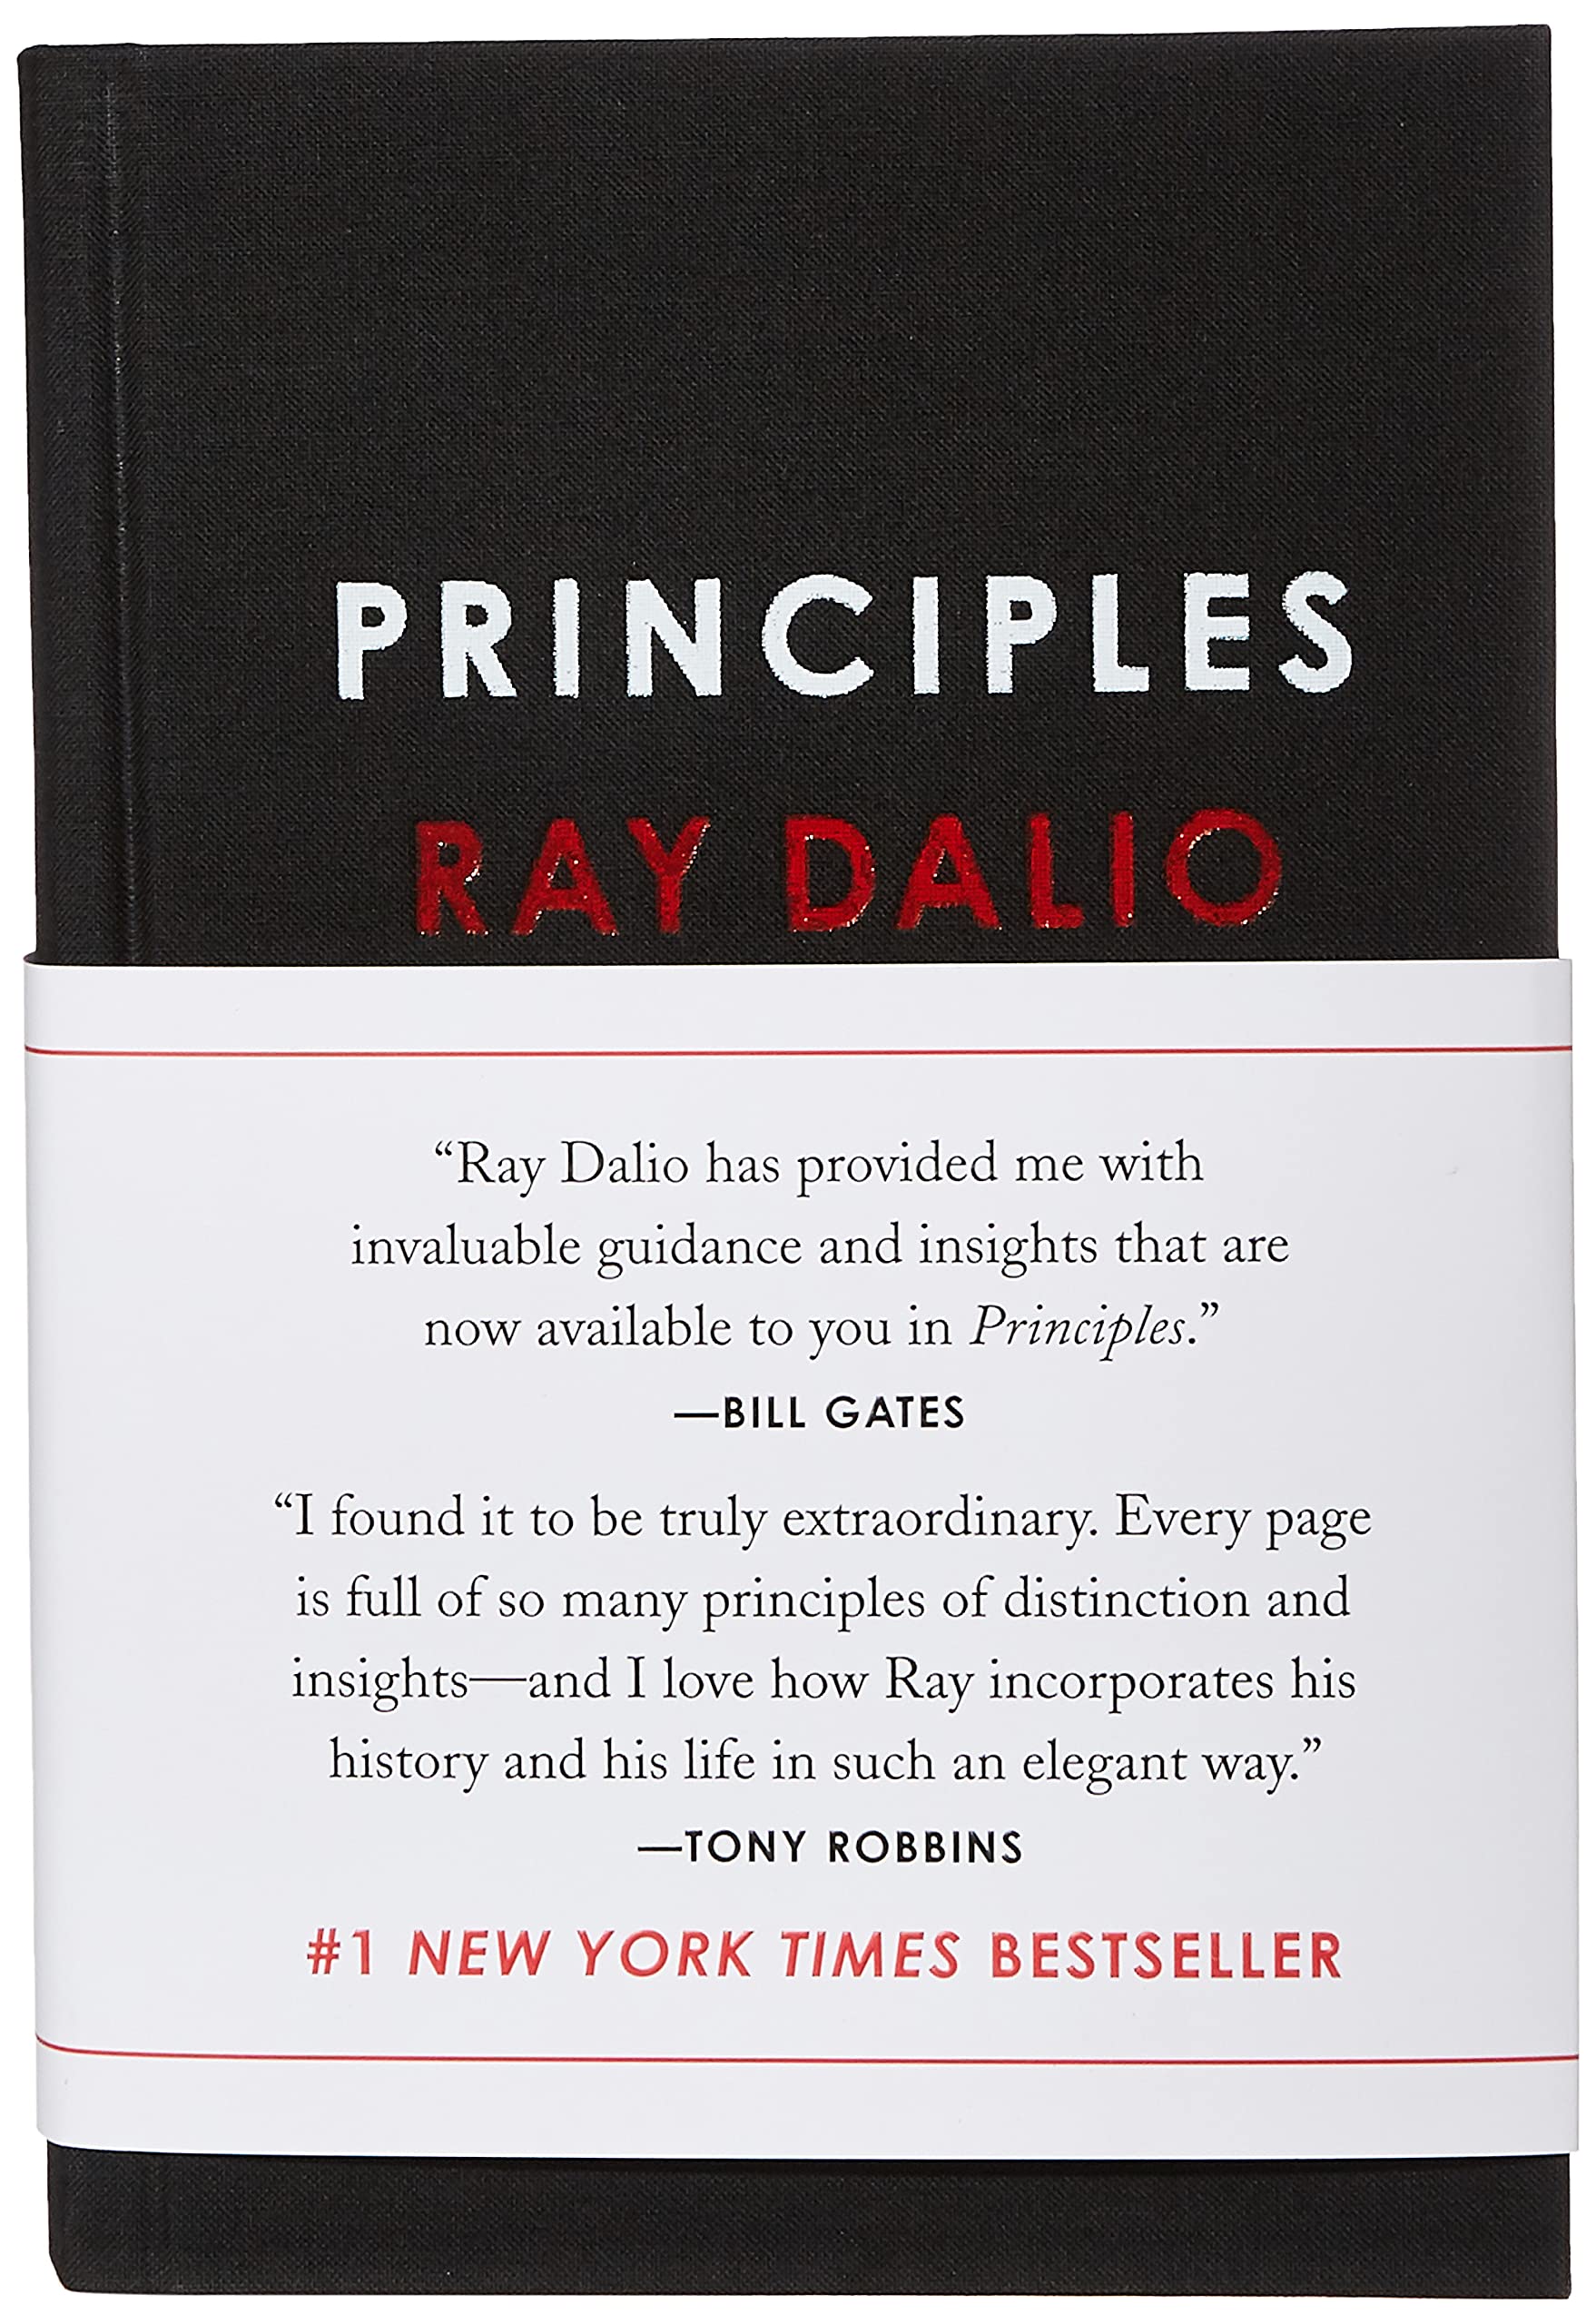 PRINCIPLES
RAY DALIO
“Ray Dalio has provided me with
invaluable guidance and insights that are
now available to you in Principles.”
—BILL GATES
“I found it to be truly extraordinary. Every page
is full of so many principles of distinction and
insights—and I love how Ray incorporates his
history and his life in such an elegant way.”
—TONY ROBBINS
#1 NEW YORK TIMES BESTSELLER